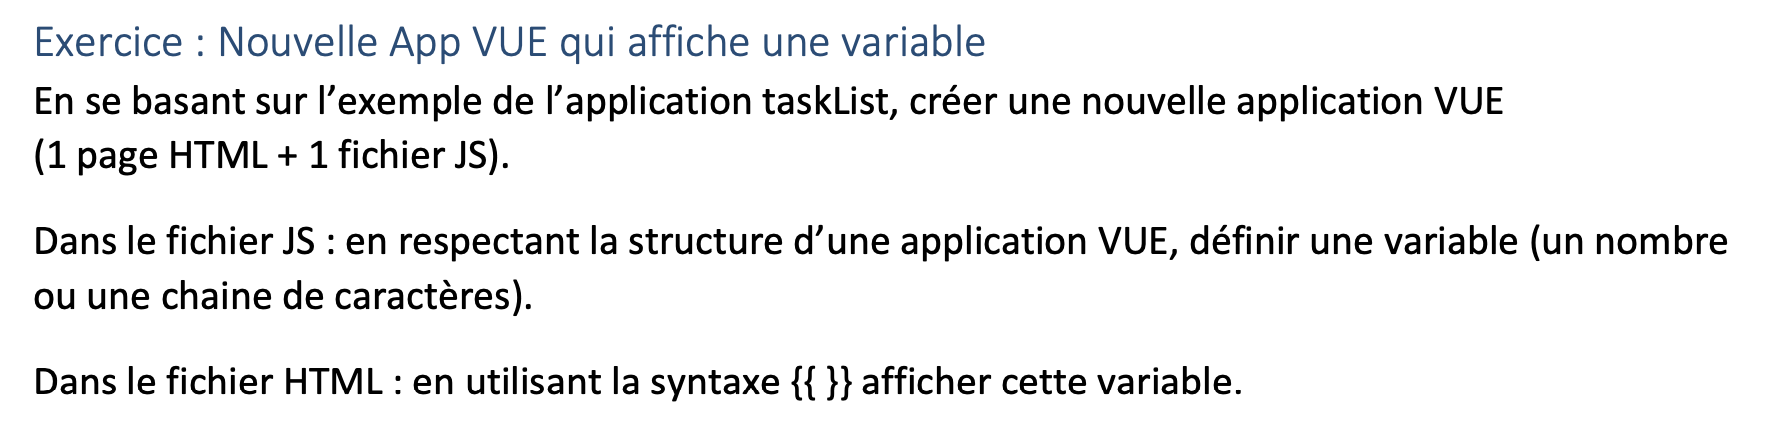 Exercice : Nouvelle App VUE qui affiche une variable
En se basant sur l’exemple de l’application taskList, créer une nouvelle application VUE
(1 page HTML + 1 fichier JS).
Dans le fichier JS : en respectant la structure d’une application VUE, définir une variable (un nombre
ou une chaine de caractères).
Dans le fichier HTML : en utilisant la syntaxe {{ }} afficher cette variable.